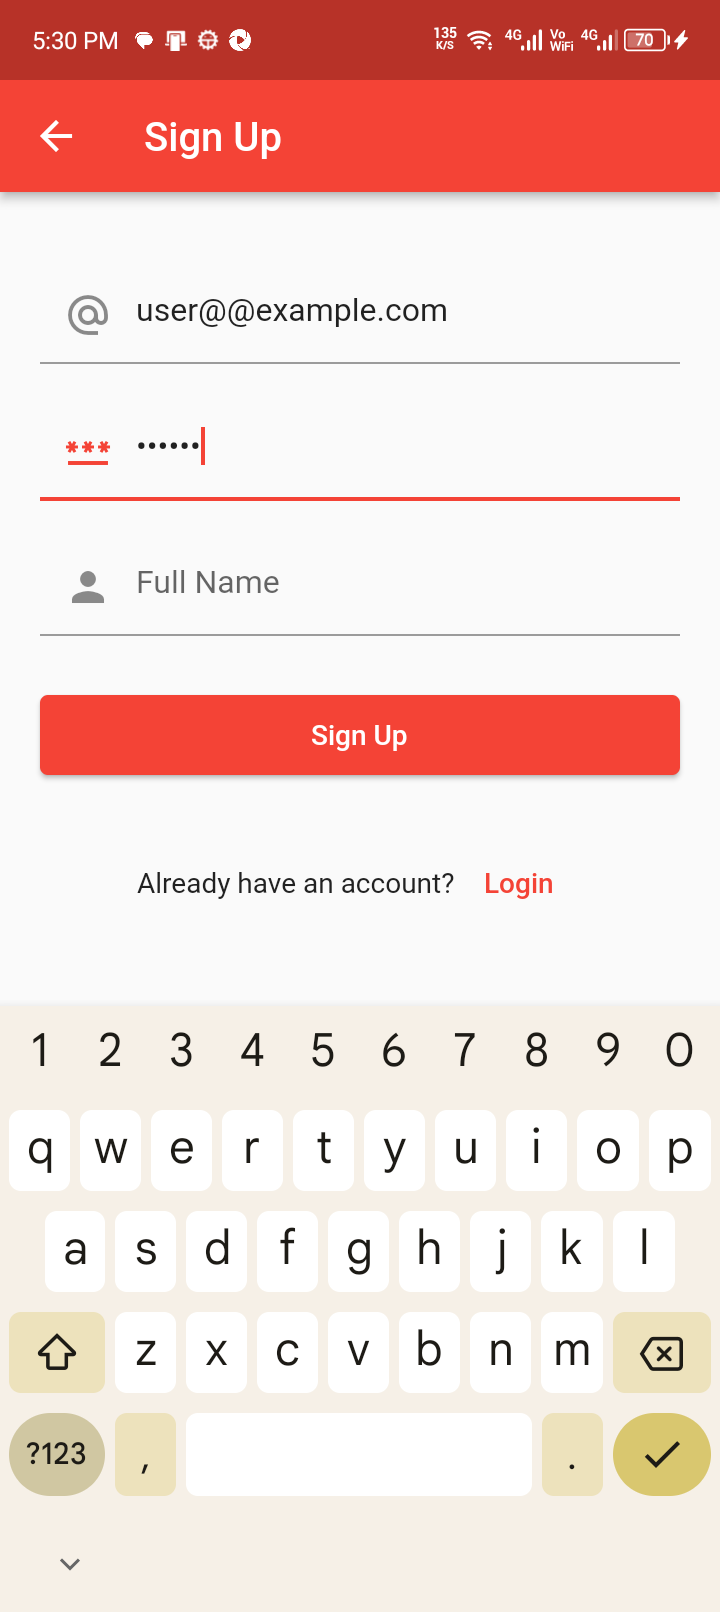 5:30 PM 135 K/S 4G Vo WiFi 4G 70
Sign Up
user@@example.com
***
••••••
Full Name
Sign Up
Already have an account? Login
1 2 3 4 5 6 7 8 9 0
q w e r t y u i o p
a s d f g h j k l
z x c v b n m
?123 , .